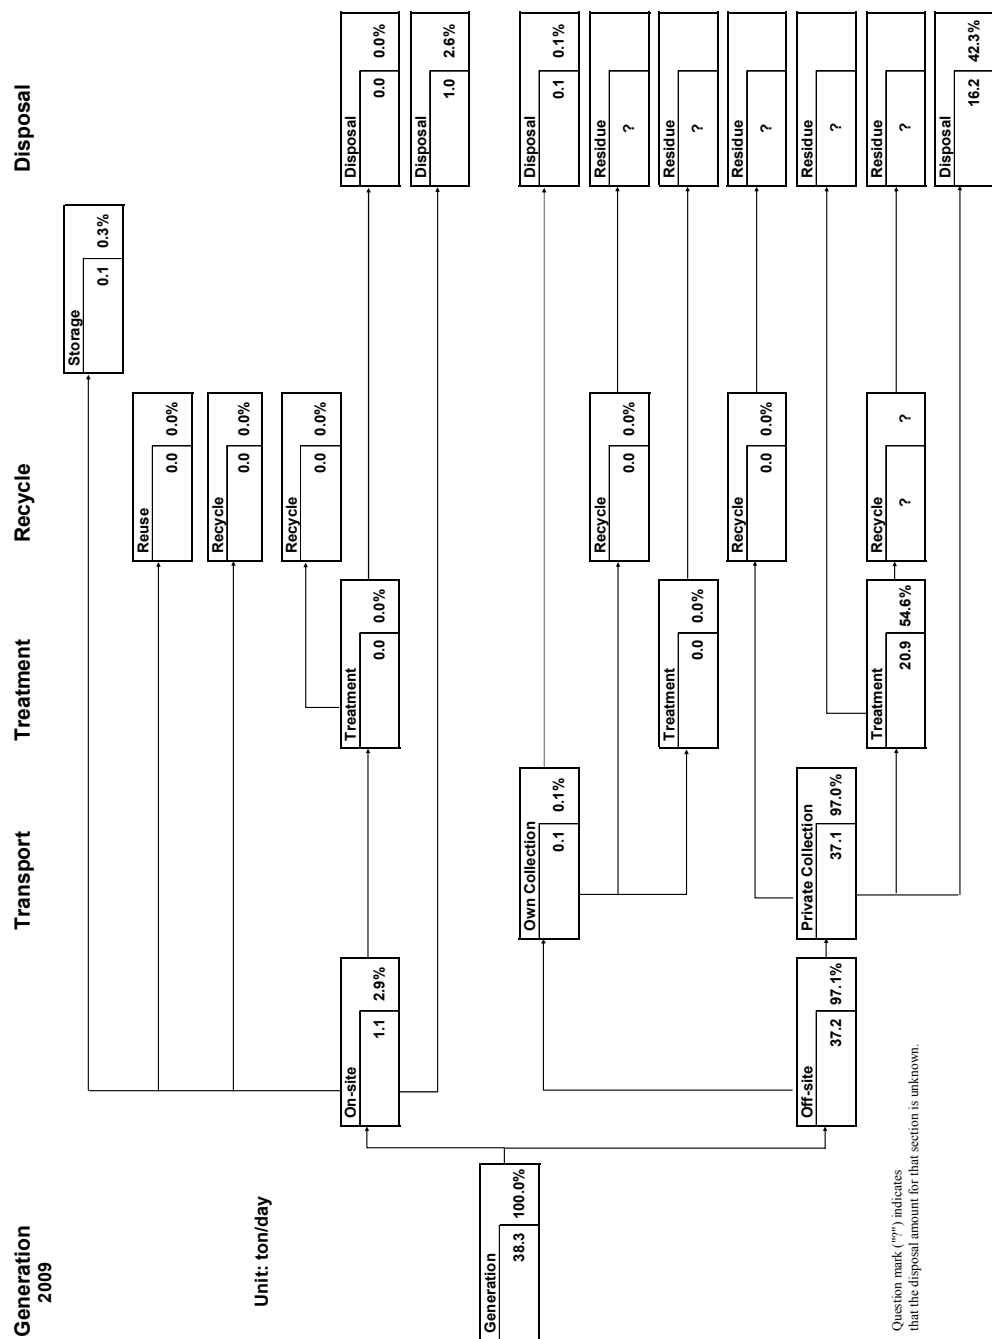 Generation Transport Treatment Recycle Disposal
2009
Unit: ton/day
Storage
0.1 0.3%
Reuse
0.0 0.0%
Recycle
0.0 0.0%
Recycle
0.0 0.0%
On-site
1.1 2.9%
Treatment
0.0 0.0%
Disposal
0.0 0.0%
Disposal
1.0 2.6%
Generation
38.3 100.0%
Own Collection
0.1 0.1%
Disposal
0.1 0.1%
Recycle
0.0 0.0%
Residue
?
Treatment
0.0 0.0%
Residue
?
Recycle
0.0 0.0%
Residue
?
Off-site
37.2 97.1%
Private Collection
37.1 97.0%
Residue
?
Treatment
20.9 54.6%
Recycle
? ?
Residue
?
Disposal
16.2 42.3%
Question mark ("?") indicates
that the disposal amount for that section is unknown.